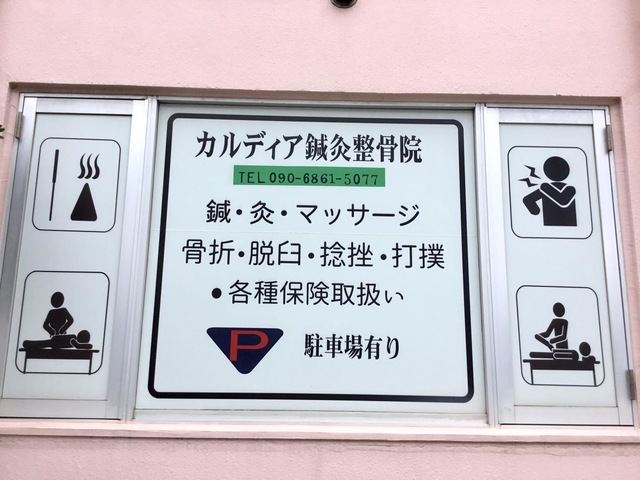 カルディア鍼灸整骨院
TEL 090-6861-5077
鍼・灸・マッサージ
骨折・脱臼・捻挫・打撲
●各種保険取扱い
P 駐車場有り